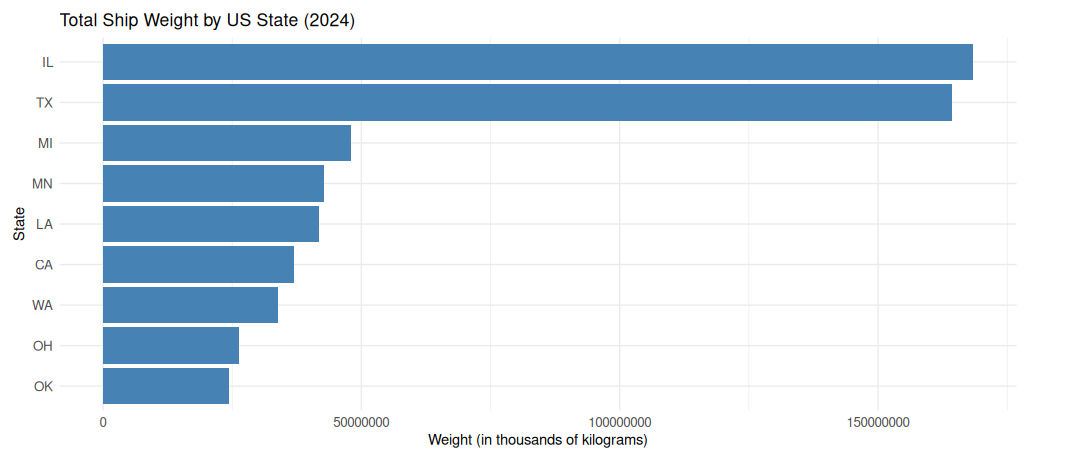 Total Ship Weight by US State (2024)
State
IL
TX
MI
MN
LA
CA
WA
OH
OK
0 50000000 100000000 150000000
Weight (in thousands of kilograms)